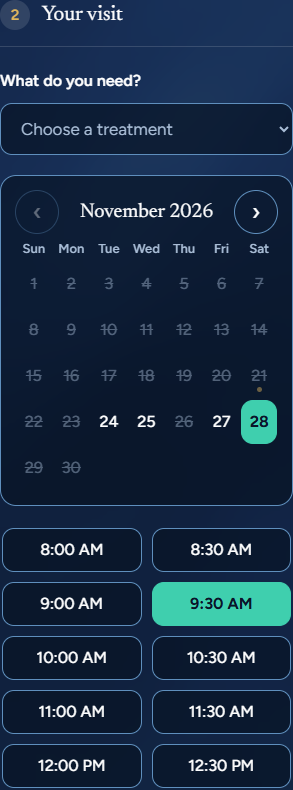 2 Your visit
What do you need?
Choose a treatment
‹ November 2026 ›
Sun Mon Tue Wed Thu Fri Sat
1 2 3 4 5 6 7
8 9 10 11 12 13 14
15 16 17 18 19 20 21
22 23 24 25 26 27 28
29 30
8:00 AM 8:30 AM
9:00 AM 9:30 AM
10:00 AM 10:30 AM
11:00 AM 11:30 AM
12:00 PM 12:30 PM